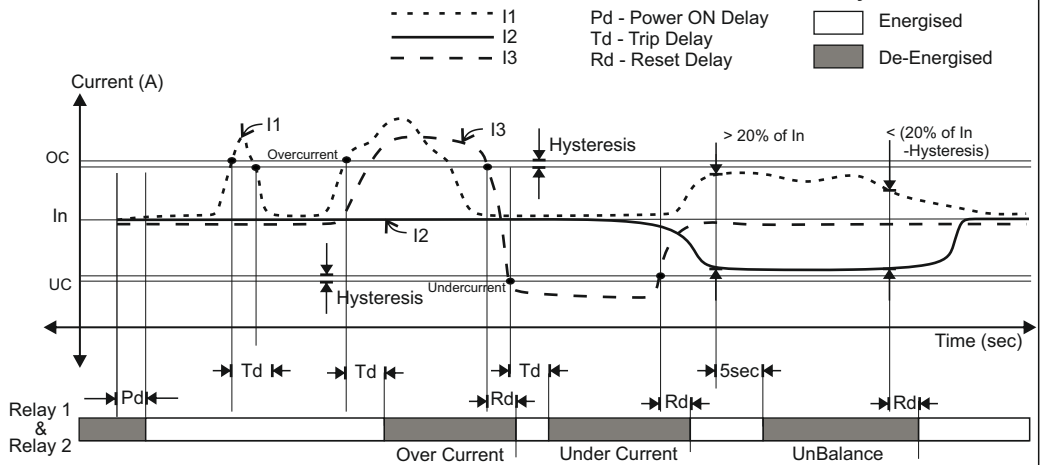 I1
I2
I3
Pd - Power ON Delay
Td - Trip Delay
Rd - Reset Delay
Energised
De-Energised
Current (A)
OC
In
UC
I1
Overcurrent
I3
I2
Hysteresis
Hysteresis
Undercurrent
> 20% of In
< (20% of In
-Hysteresis)
Time (sec)
Pd
Td
Td
Td
5sec
Rd
Rd
Rd
Relay 1
&
Relay 2
Over Current
Under Current
UnBalance